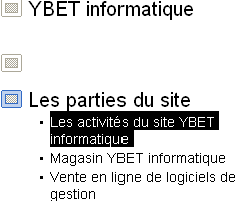 YBET informatique
Les parties du site
Les activités du site YBET
informatique
Magasin YBET informatique
Vente en ligne de logiciels de
gestion